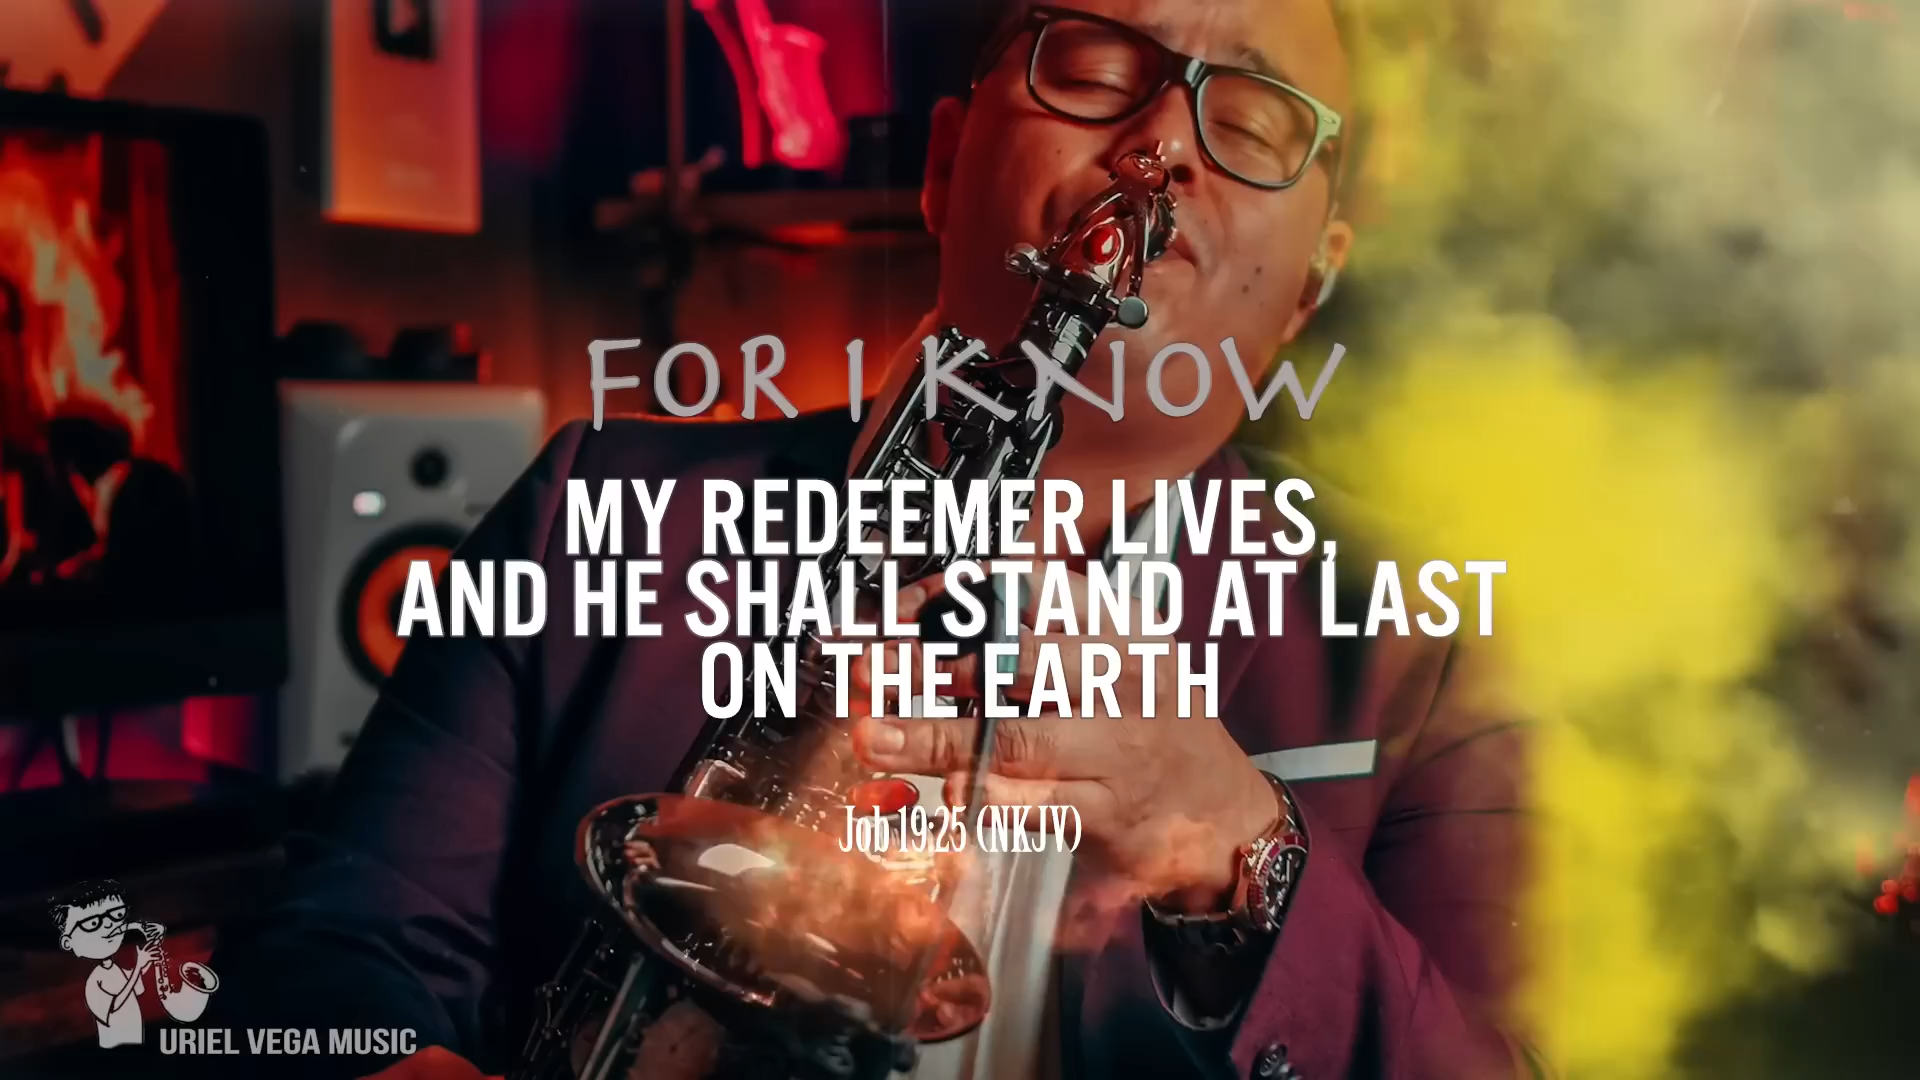 FOR I KNOW
MY REDEEMER LIVES,
AND HE SHALL STAND AT LAST
ON THE EARTH
Job 19:25 (NKJV)
URIEL VEGA MUSIC